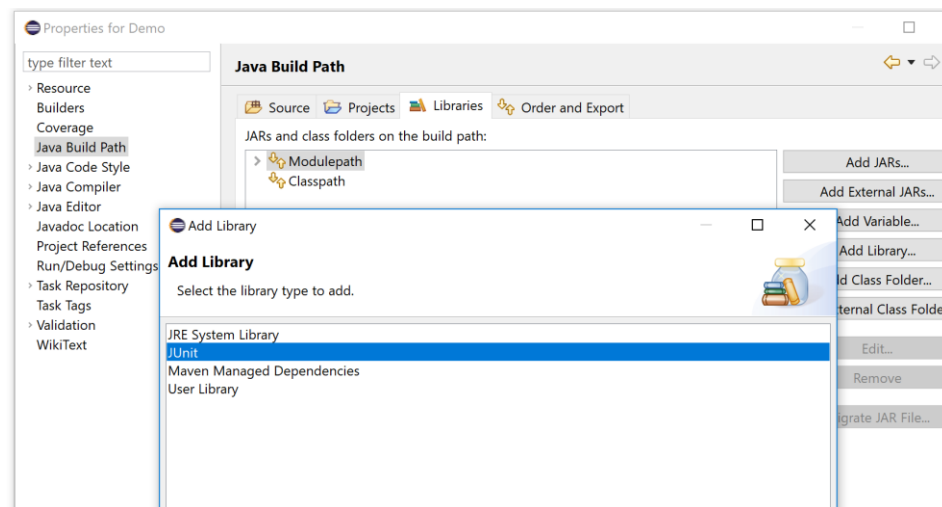 Properties for Demo
type filter text
Resource
Builders
Coverage
Java Build Path
Java Code Style
Java Compiler
Java Editor
Javadoc Location
Project References
Run/Debug Settings
Task Repository
Task Tags
Validation
WikiText
Java Build Path
Source Projects Libraries Order and Export
JARs and class folders on the build path:
Modulepath
Classpath
Add JARs...
Add External JARs...
Add Variable...
Add Library...
Class Folder...
Class
Edit...
Remove
JAR File...
Add Library
Add Library
Select the library type to add.
JRE System Library
JUnit
Maven Managed Dependencies
User Library